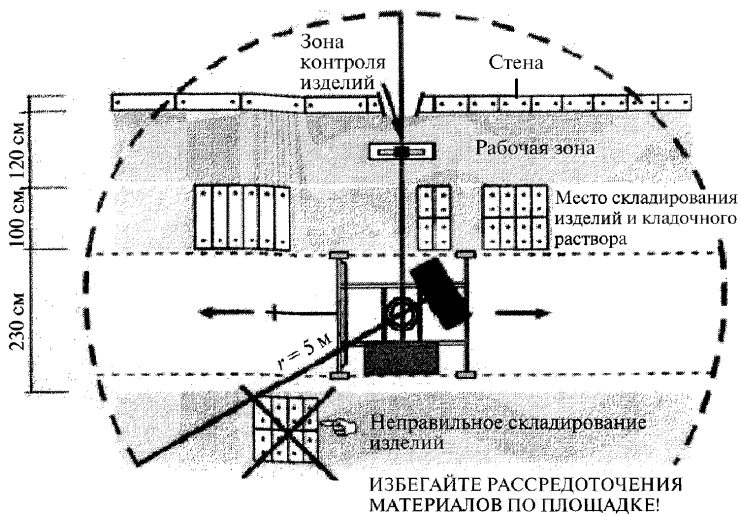 Зона
контроля
изделий
Стена
120 см
Рабочая зона
100 см
Место складирования
изделий и кладочного
раствора
230 см
r = 5 м
Неправильное складирование
изделий
ИЗБЕГАЙТЕ РАССРЕДОТОЧЕНИЯ
МАТЕРИАЛОВ ПО ПЛОЩАДКЕ!